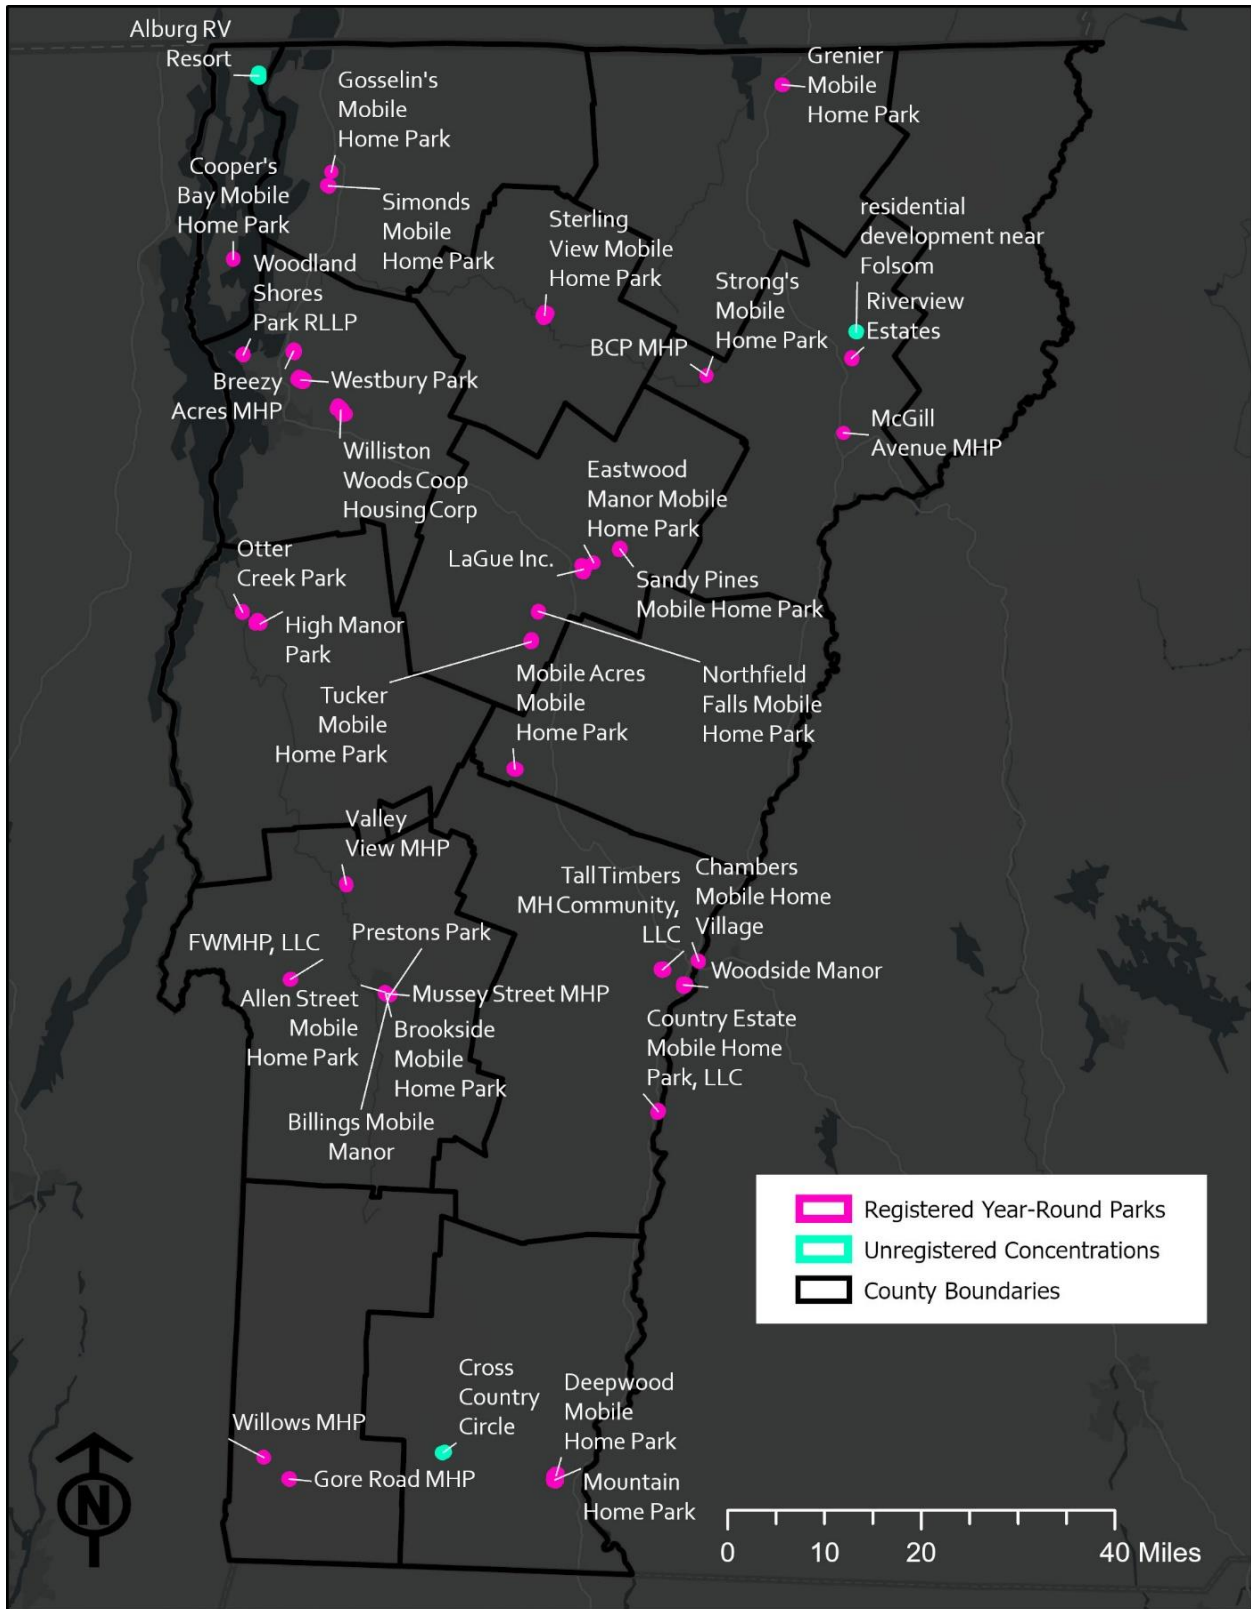 Alburg RV
Resort
Gosselin's
Mobile
Home Park
Grenier
Mobile
Home Park
Cooper's
Bay Mobile
Home Park
Simonds
Mobile
Home Park
Sterling
View Mobile
Home Park
residential
development near
Folsom
Riverview
Estates
Woodland
Shores
Park RLLP
Strong's
Mobile
Home Park
BCP MHP
Breezy
Acres MHP
Westbury Park
McGill
Avenue MHP
Williston
Woods Coop
Housing Corp
Eastwood
Manor Mobile
Home Park
LaGue Inc.
Sandy Pines
Mobile Home Park
Otter
Creek Park
High Manor
Park
Tucker
Mobile
Home Park
Mobile Acres
Mobile
Home Park
Northfield
Falls Mobile
Home Park
Valley
View MHP
Tall Timbers
MH Community,
LLC
Chambers
Mobile Home
Village
Prestons Park
FWMHP, LLC
Woodside Manor
Allen Street
Mobile
Home Park
Mussey Street MHP
Brookside
Mobile
Home Park
Country Estate
Mobile Home
Park, LLC
Billings Mobile
Manor
Registered Year-Round Parks
Unregistered Concentrations
County Boundaries
Cross
Country
Circle
Deepwood
Mobile
Home Park
Willows MHP
Gore Road MHP
Mountain
Home Park
N
0 10 20 40 Miles